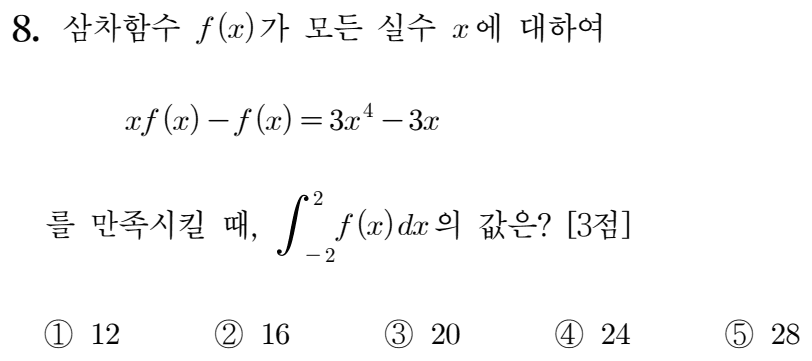 8. 삼차함수 f(x)가 모든 실수 x에 대하여
xf(x)−f(x)=3x⁴−3x
를 만족시킬 때, ∫₋₂² f(x)dx의 값은? [3점]
① 12 ② 16 ③ 20 ④ 24 ⑤ 28